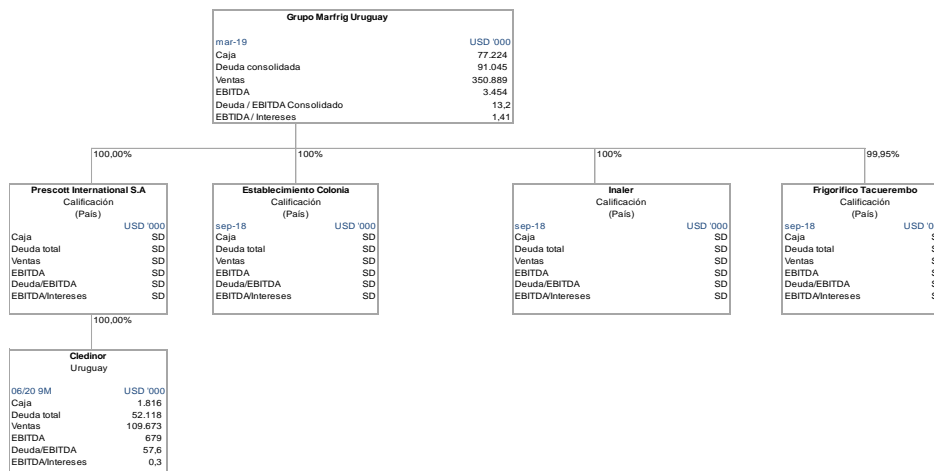 Grupo Marfrig Uruguay
mar-19 USD '000
Caja 77.224
Deuda consolidada 91.045
Ventas 350.889
EBITDA 3.454
Deuda / EBITDA Consolidado 13,2
EBTIDA / Intereses 1,41
100,00% 100% 100% 99,95%
Prescott International S.A
Calificación
(País)
USD '000
Caja SD
Deuda total SD
Ventas SD
EBITDA SD
Deuda/EBITDA SD
EBITDA/Intereses SD
Establecimiento Colonia
Calificación
(País)
sep-18 USD '000
Caja SD
Deuda total SD
Ventas SD
EBITDA SD
Deuda/EBITDA SD
EBITDA/Intereses SD
Inaler
Calificación
(País)
sep-18 USD '000
Caja SD
Deuda total SD
Ventas SD
EBITDA SD
Deuda/EBITDA SD
EBITDA/Intereses SD
Frigorifico Tacuerembo
Calificación
(País)
sep-18 USD '0
Caja
Deuda total
Ventas
EBITDA
Deuda/EBITDA
EBITDA/Intereses
100,00%
Cledinor
Uruguay
06/20 9M USD '000
Caja 1.816
Deuda total 52.118
Ventas 109.673
EBITDA 679
Deuda/EBITDA 57,6
EBITDA/Intereses 0,3